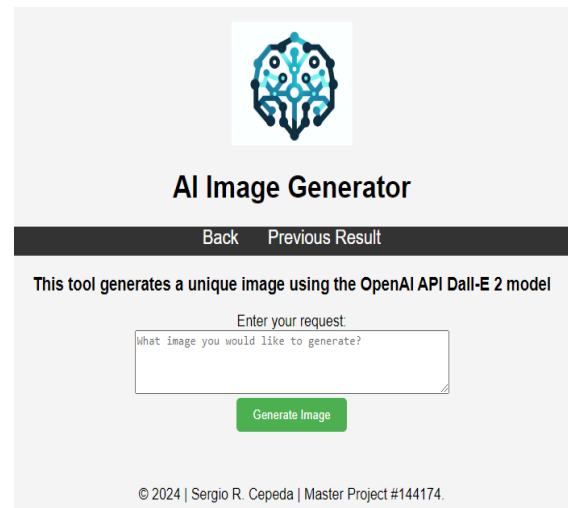 AI Image Generator
Back Previous Result
This tool generates a unique image using the OpenAI API Dall-E 2 model
Enter your request:
What image you would like to generate?
Generate Image
© 2024 | Sergio R. Cepeda | Master Project #144174.